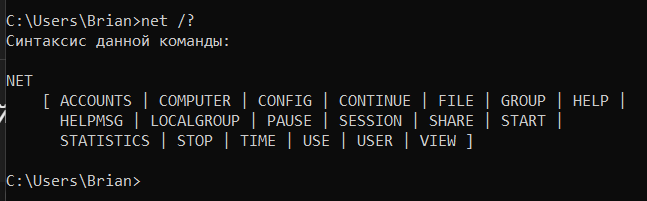 C:\Users\Brian>net /?
Синтаксис данной команды:
NET
[ ACCOUNTS | COMPUTER | CONFIG | CONTINUE | FILE | GROUP | HELP |
HELPMSG | LOCALGROUP | PAUSE | SESSION | SHARE | START |
STATISTICS | STOP | TIME | USE | USER | VIEW ]
C:\Users\Brian>